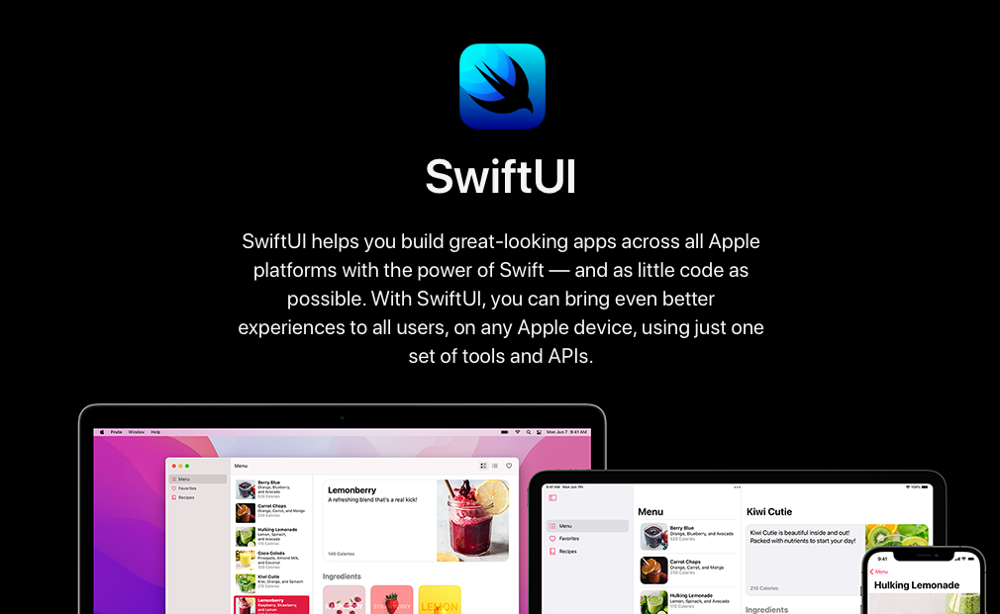 SwiftUI
SwiftUI helps you build great-looking apps across all Apple
platforms with the power of Swift — and as little code as
possible. With SwiftUI, you can bring even better
experiences to all users, on any Apple device, using just one
set of tools and APIs.
Fruta Window Help
Mon Jun 7 9:41 AM
Menu
Favorites
Recipes
Menu
Berry Blue
Orange, Blueberry,
and Avocado
520 Calories
Carrot Chops
Orange, Carrot, and Mango
230 Calories
Hulking Lemonade
Lemon, Spinach,
and Avocado
170 Calories
Coco Colada
Pineapple, Almond Milk,
and Coconut
Kiwi Cutie
Kiwi, Orange, and Spinach
210 Calories
Lemonberry
Raspberry, Strawberry,
and Lemon
Lemonberry
A refreshing blend that's a real kick!
140 Calories
Ingredients
STRAWBERRY
LEMON
9:41 AM Mon Jun 7th
100%
Menu
Favorites
Recipes
Menu
Berry Blue
Orange, Blueberry, and Avocado
520 Calories
Carrot Chops
Orange, Carrot, and Mango
230 Calories
Hulking Lemonade
Lemon, Spinach, and Avocado
170 Calories
Kiwi Cutie
Kiwi Cutie is beautiful inside and out!
Packed with nutrients to start your day!
210 Calories
Ingredients
9:41
Menu
Hulking Lemonade